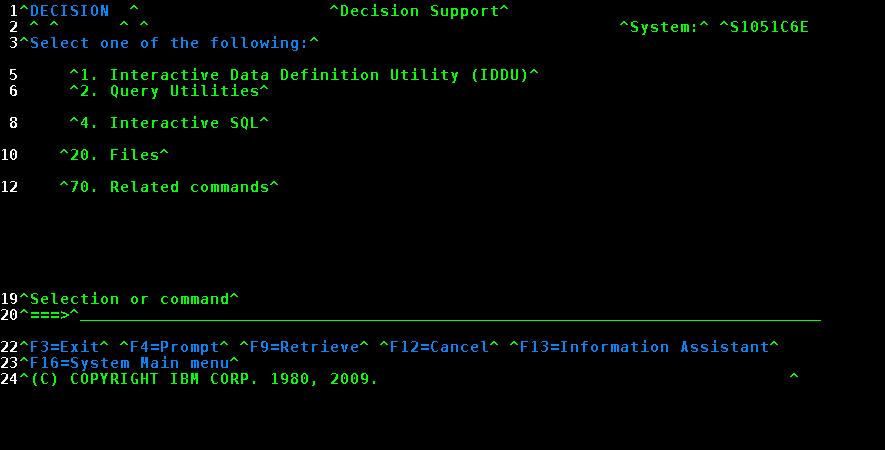 1^DECISION ^ ^Decision Support^
2 ^ ^ ^ ^ ^System:^ ^S1051C6E
3^Select one of the following:^
5 ^1. Interactive Data Definition Utility (IDDU)^
6 ^2. Query Utilities^
8 ^4. Interactive SQL^
10 ^20. Files^
12 ^70. Related commands^
19^Selection or command^
20^===>^__________________________________________________________________________
22^F3=Exit^ ^F4=Prompt^ ^F9=Retrieve^ ^F12=Cancel^ ^F13=Information Assistant^
23^F16=System Main menu^
24^(C) COPYRIGHT IBM CORP. 1980, 2009. ^